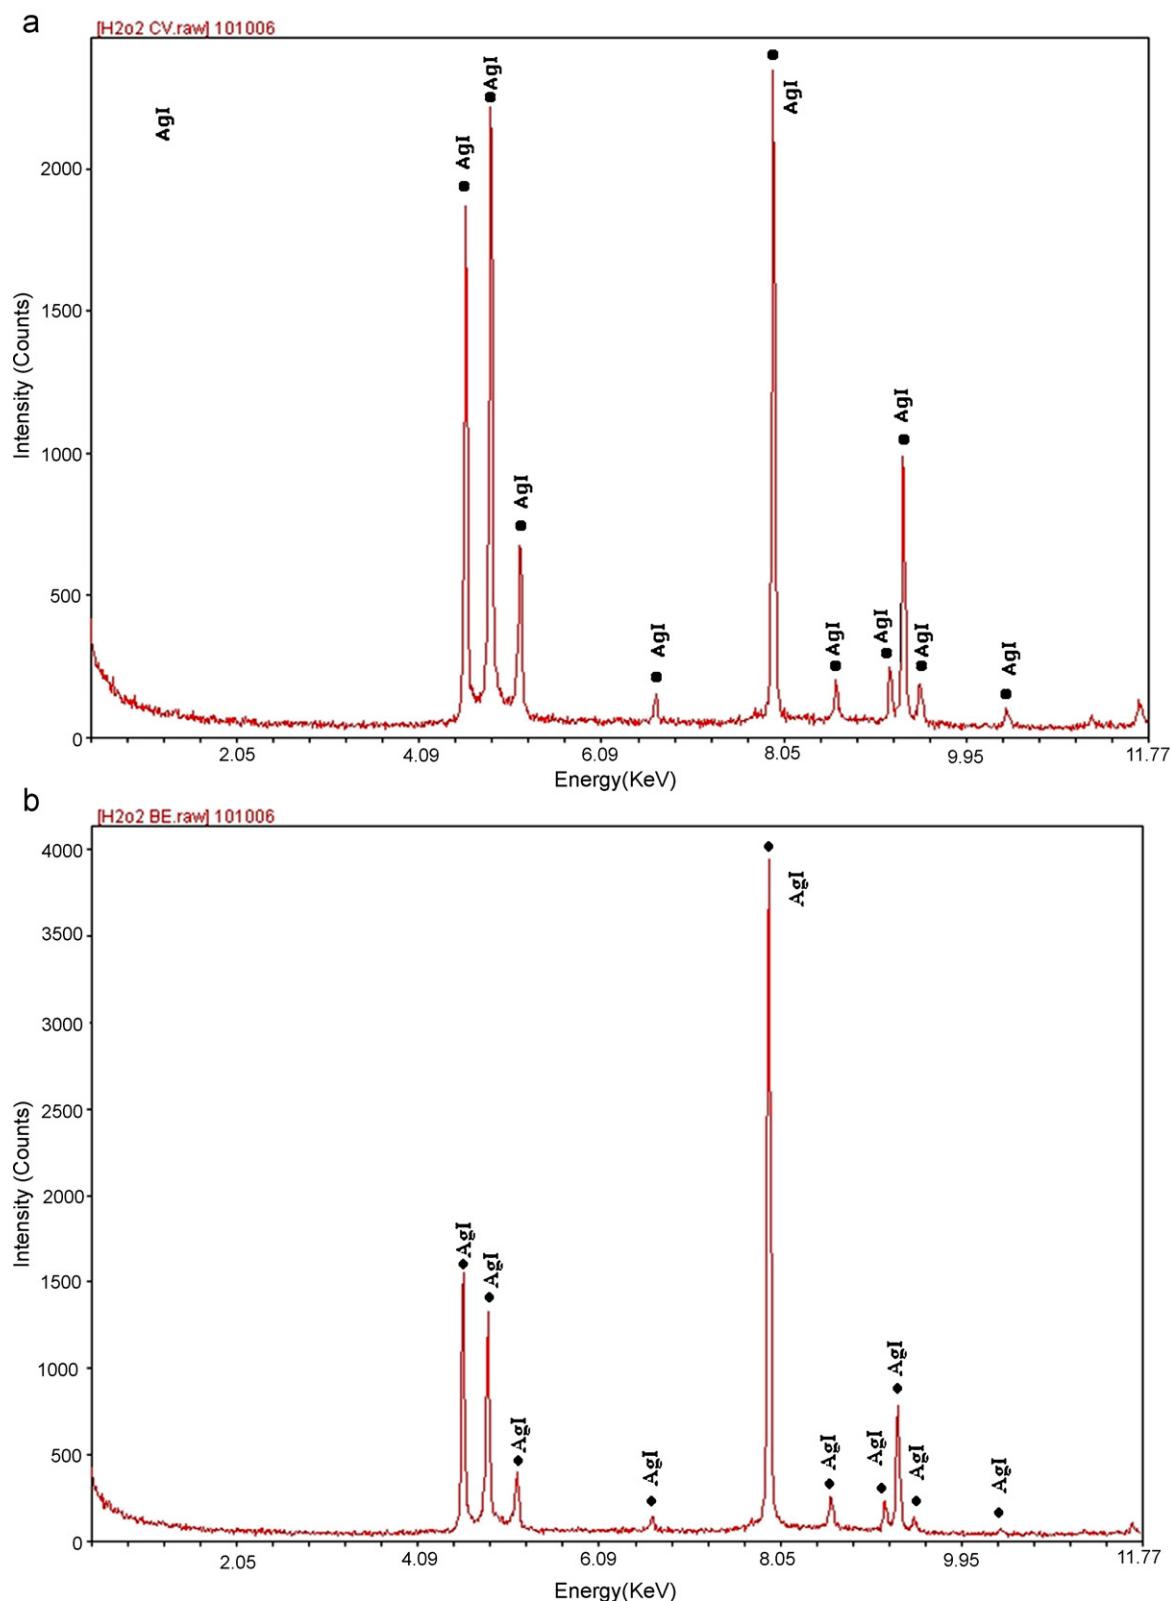 a
[H2o2 CV.raw] 101006
AgI
AgI
AgI
AgI
AgI
AgI
AgI
AgI
AgI
AgI
AgI
2000
1500
1000
500
0
Intensity (Counts)
2.05
4.09
6.09
8.05
9.95
11.77
Energy(KeV)
b
[H2o2 BE.raw] 101006
AgI
AgI
AgI
AgI
AgI
AgI
AgI
AgI
AgI
AgI
4000
3500
3000
2500
2000
1500
1000
500
0
Intensity (Counts)
2.05
4.09
6.09
8.05
9.95
11.77
Energy(KeV)